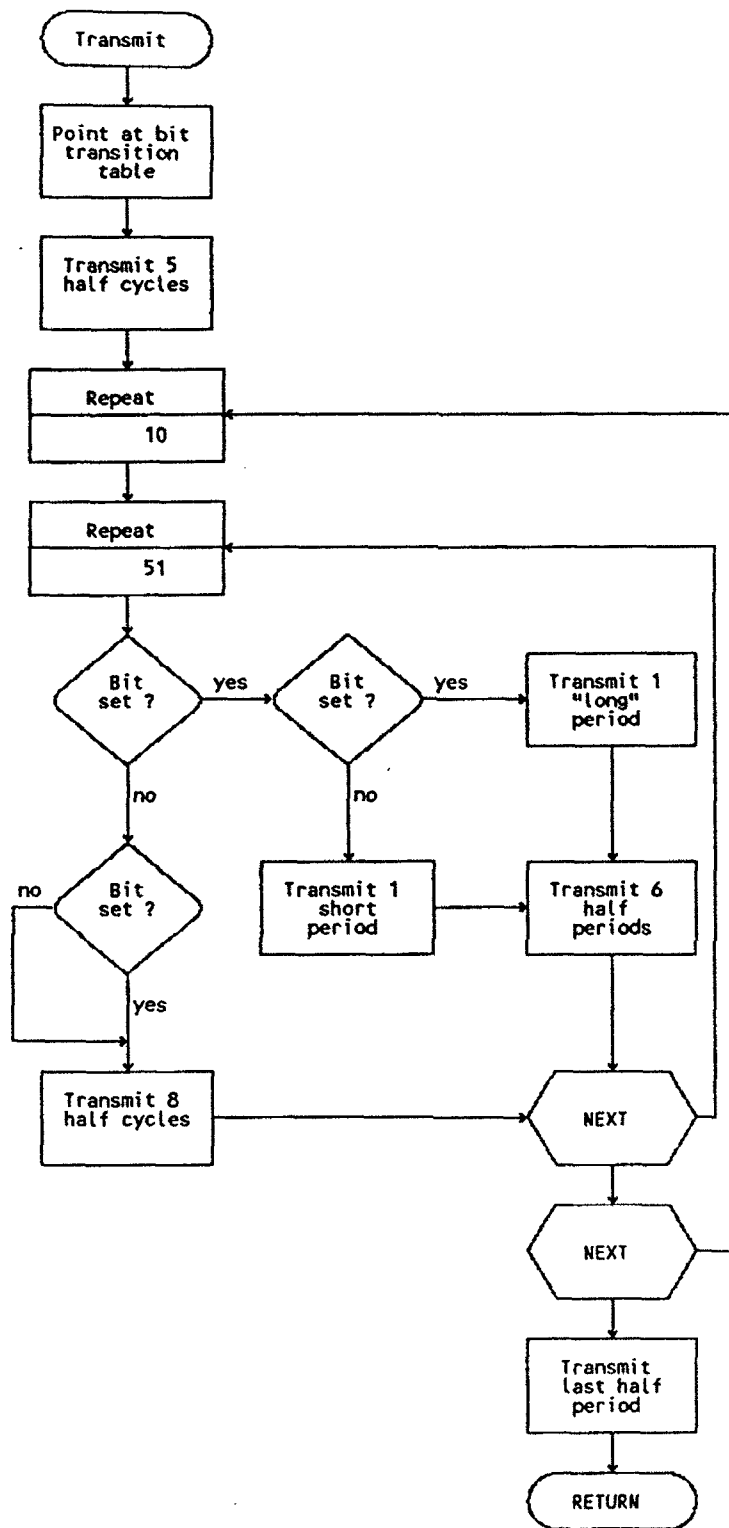 Transmit
Point at bit
transition
table
Transmit 5
half cycles
Repeat
10
Repeat
51
Bit
set ?
yes
Bit
set ?
yes
Transmit 1
"long"
period
no
no
Bit
set ?
no
Transmit 1
short
period
Transmit 6
half
periods
yes
Transmit 8
half cycles
NEXT
NEXT
Transmit
last half
period
RETURN